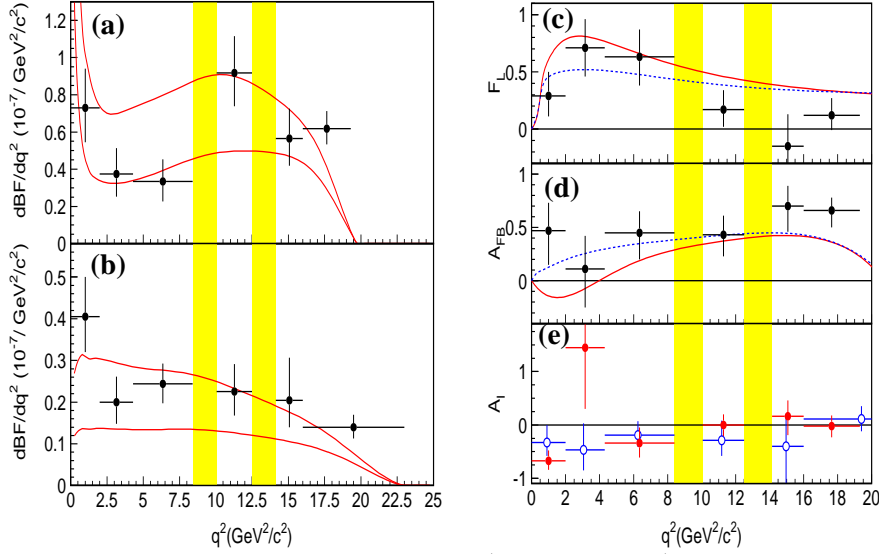 (a)
dBF/dq² (10⁻⁷/ GeV²/c²)
1.2
1
0.8
0.6
0.4
0.2
0
(b)
dBF/dq² (10⁻⁷/ GeV²/c²)
0.5
0.4
0.3
0.2
0.1
0
0 2.5 5 7.5 10 12.5 15 17.5 20 22.5 25
q²(GeV²/c²)
(c)
F_L
1
0.5
0
(d)
A_FB
1
0.5
0
(e)
A_I
1
0
-1
0 2 4 6 8 10 12 14 16 18 20
q²(GeV²/c²)